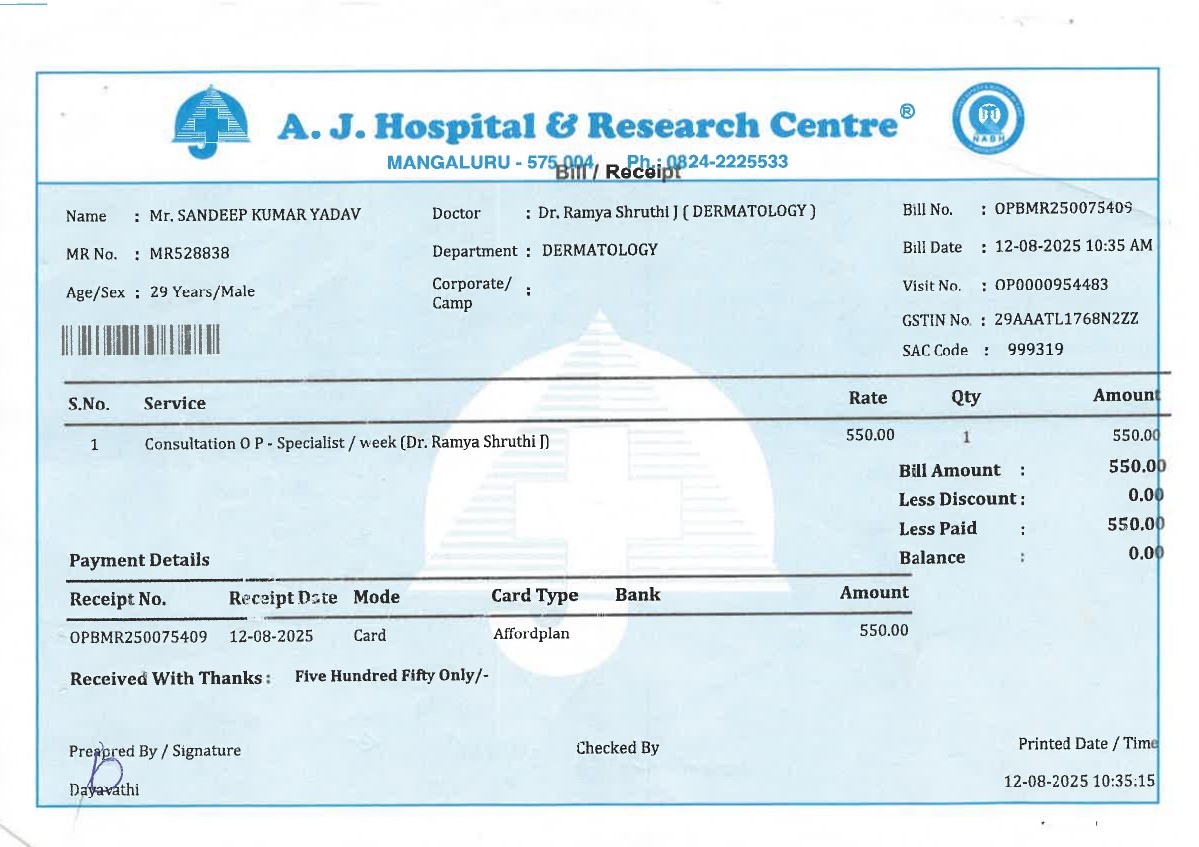 A. J. Hospital & Research Centre®
NABH
MANGALURU - 575 004 Ph.: 0824-2225533
Bill / Receipt
Name : Mr. SANDEEP KUMAR YADAV Doctor : Dr. Ramya Shruthi J ( DERMATOLOGY ) Bill No. : OPBMR250075409
MR No. : MR528838 Department : DERMATOLOGY Bill Date : 12-08-2025 10:35 AM
Age/Sex : 29 Years/Male Corporate/ Camp : Visit No. : OP0000954483
GSTIN No. : 29AAATL1768N2ZZ
SAC Code : 999319
S.No. Service Rate Qty Amount
1 Consultation O P - Specialist / week (Dr. Ramya Shruthi J) 550.00 1 550.00
Bill Amount : 550.00
Less Discount : 0.00
Less Paid : 550.00
Balance : 0.00
Payment Details
Receipt No. Receipt Date Mode Card Type Bank Amount
OPBMR250075409 12-08-2025 Card Affordplan 550.00
Received With Thanks : Five Hundred Fifty Only/-
Preapred By / Signature Checked By Printed Date / Time
Dayavathi 12-08-2025 10:35:15